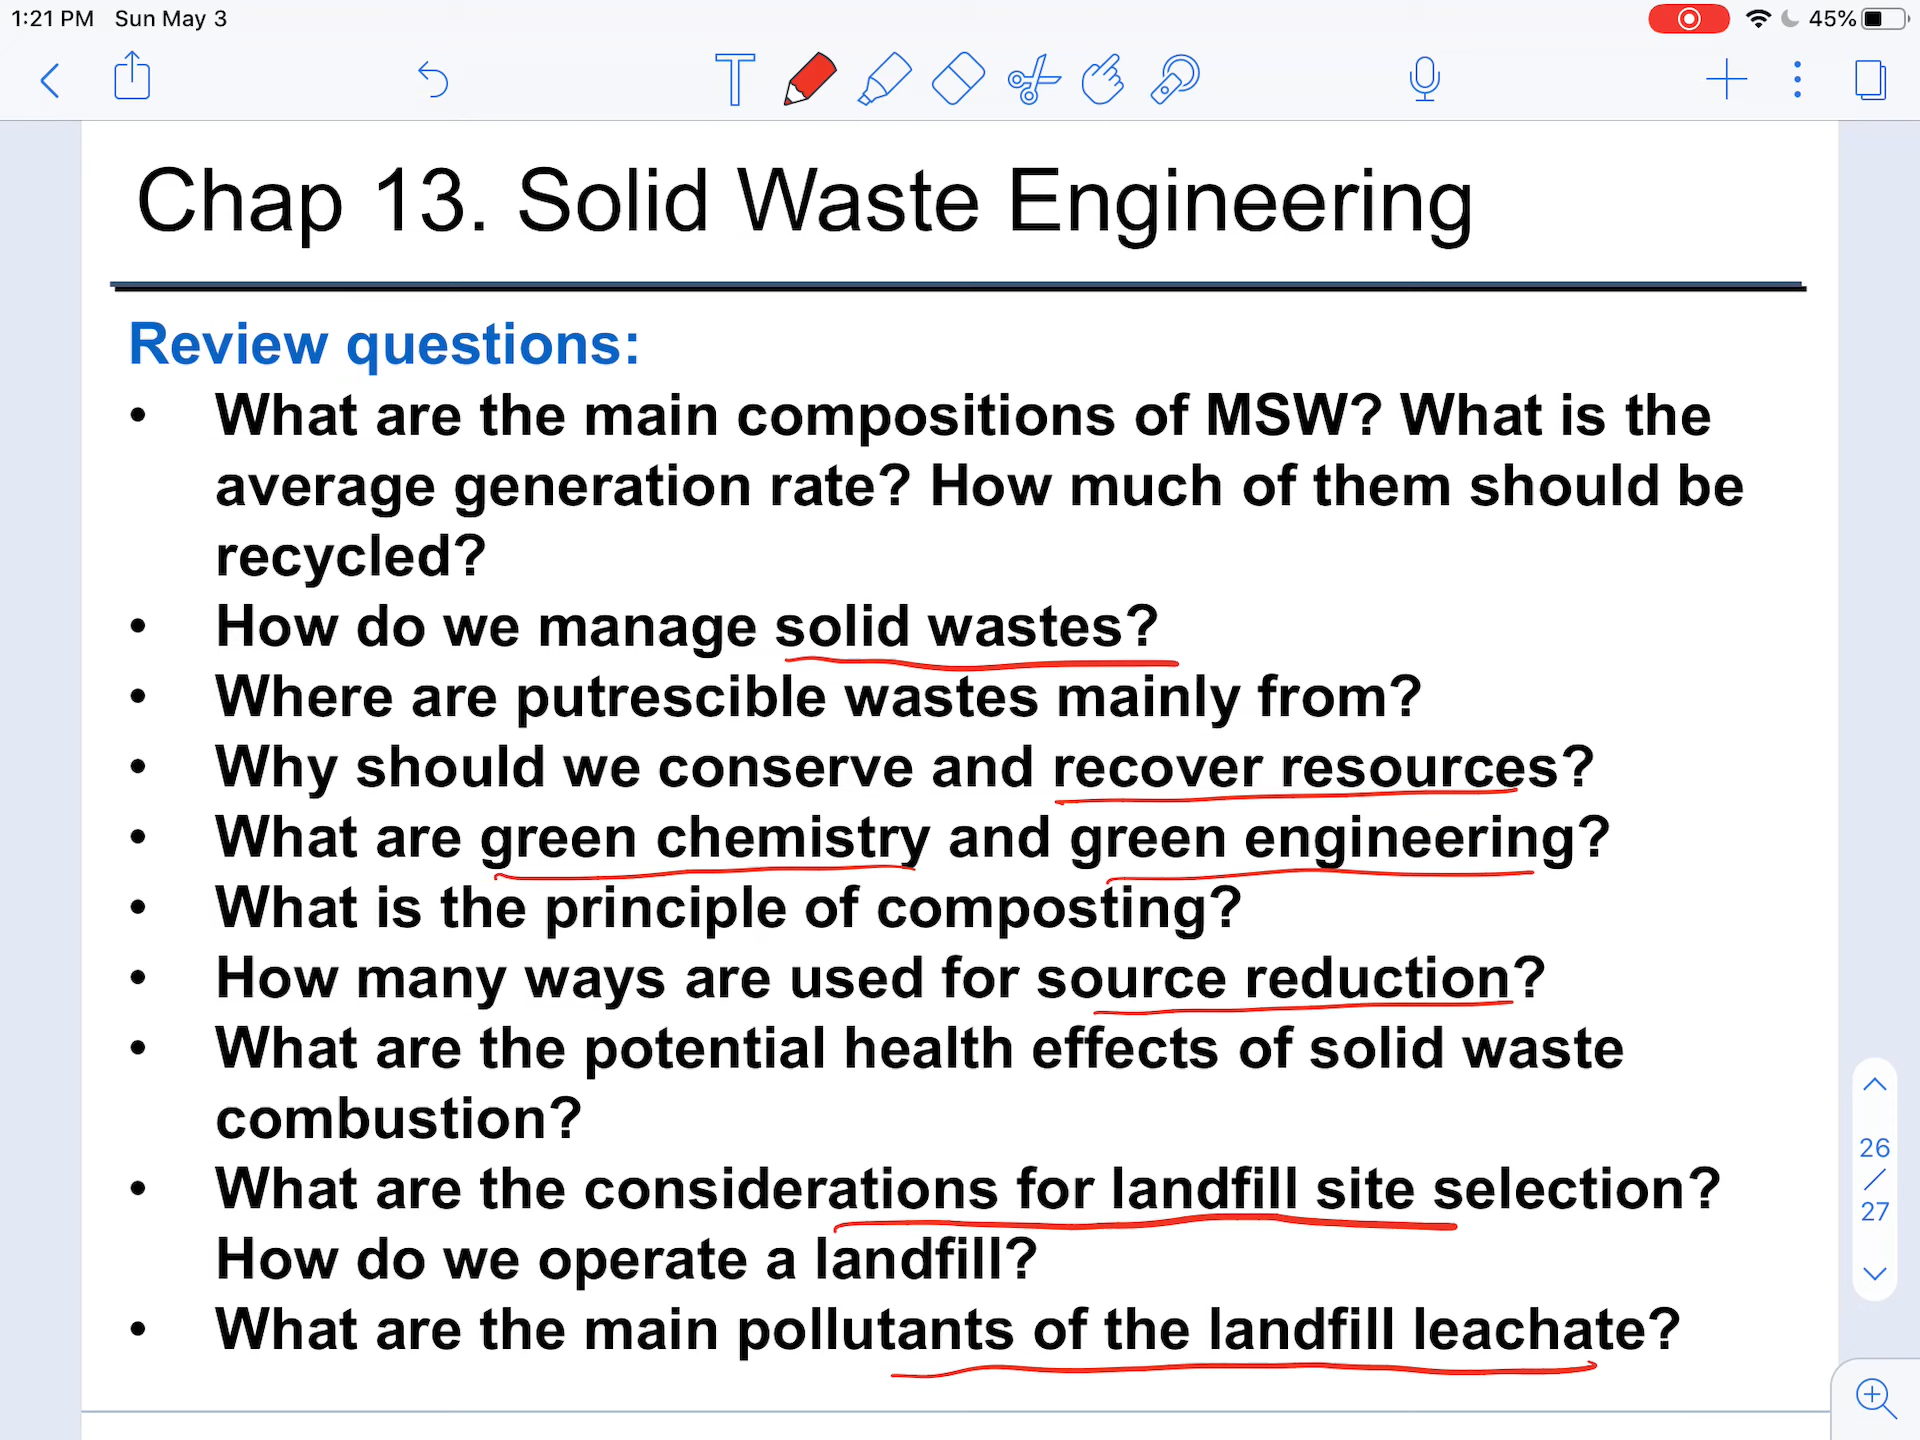 1:21 PM Sun May 3
45%
Chap 13. Solid Waste Engineering
Review questions:
• What are the main compositions of MSW? What is the
average generation rate? How much of them should be
recycled?
• How do we manage solid wastes?
• Where are putrescible wastes mainly from?
• Why should we conserve and recover resources?
• What are green chemistry and green engineering?
• What is the principle of composting?
• How many ways are used for source reduction?
• What are the potential health effects of solid waste
combustion?
• What are the considerations for landfill site selection?
How do we operate a landfill?
• What are the main pollutants of the landfill leachate?
26
/
27